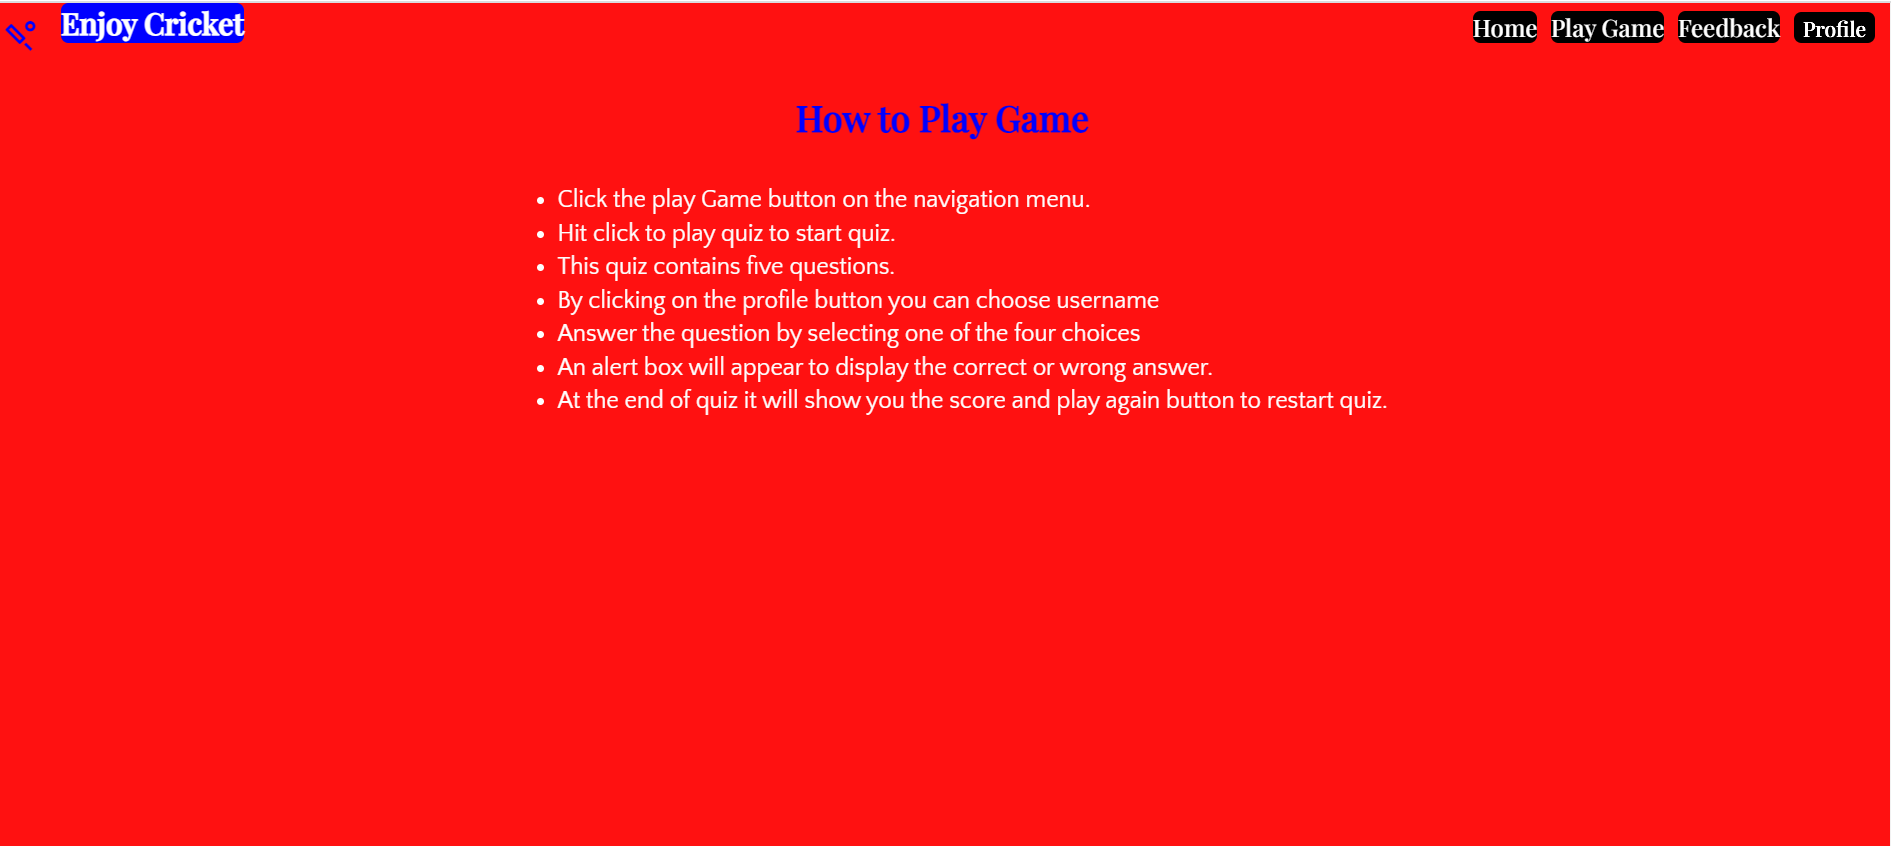 Enjoy Cricket
Home Play Game Feedback Profile
How to Play Game
Click the play Game button on the navigation menu.
Hit click to play quiz to start quiz.
This quiz contains five questions.
By clicking on the profile button you can choose username
Answer the question by selecting one of the four choices
An alert box will appear to display the correct or wrong answer.
At the end of quiz it will show you the score and play again button to restart quiz.